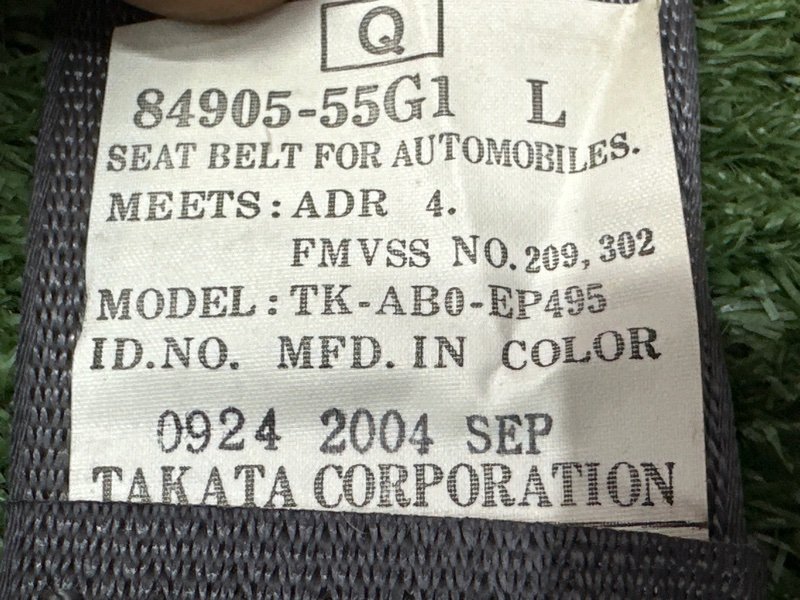 Q
84905-55G1 L
SEAT BELT FOR AUTOMOBILES.
MEETS: ADR 4.
FMVSS NO. 209, 302
MODEL: TK-AB0-EP495
ID.NO. MFD. IN COLOR
0924 2004 SEP
TAKATA CORPORATION